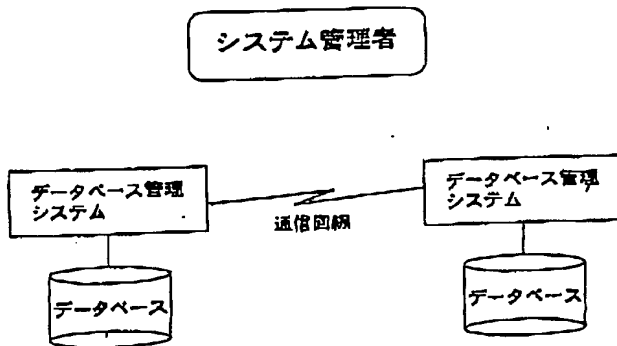 システム管理者
データベース管理
システム
データベース管理
システム
通信回線
データベース
データベース